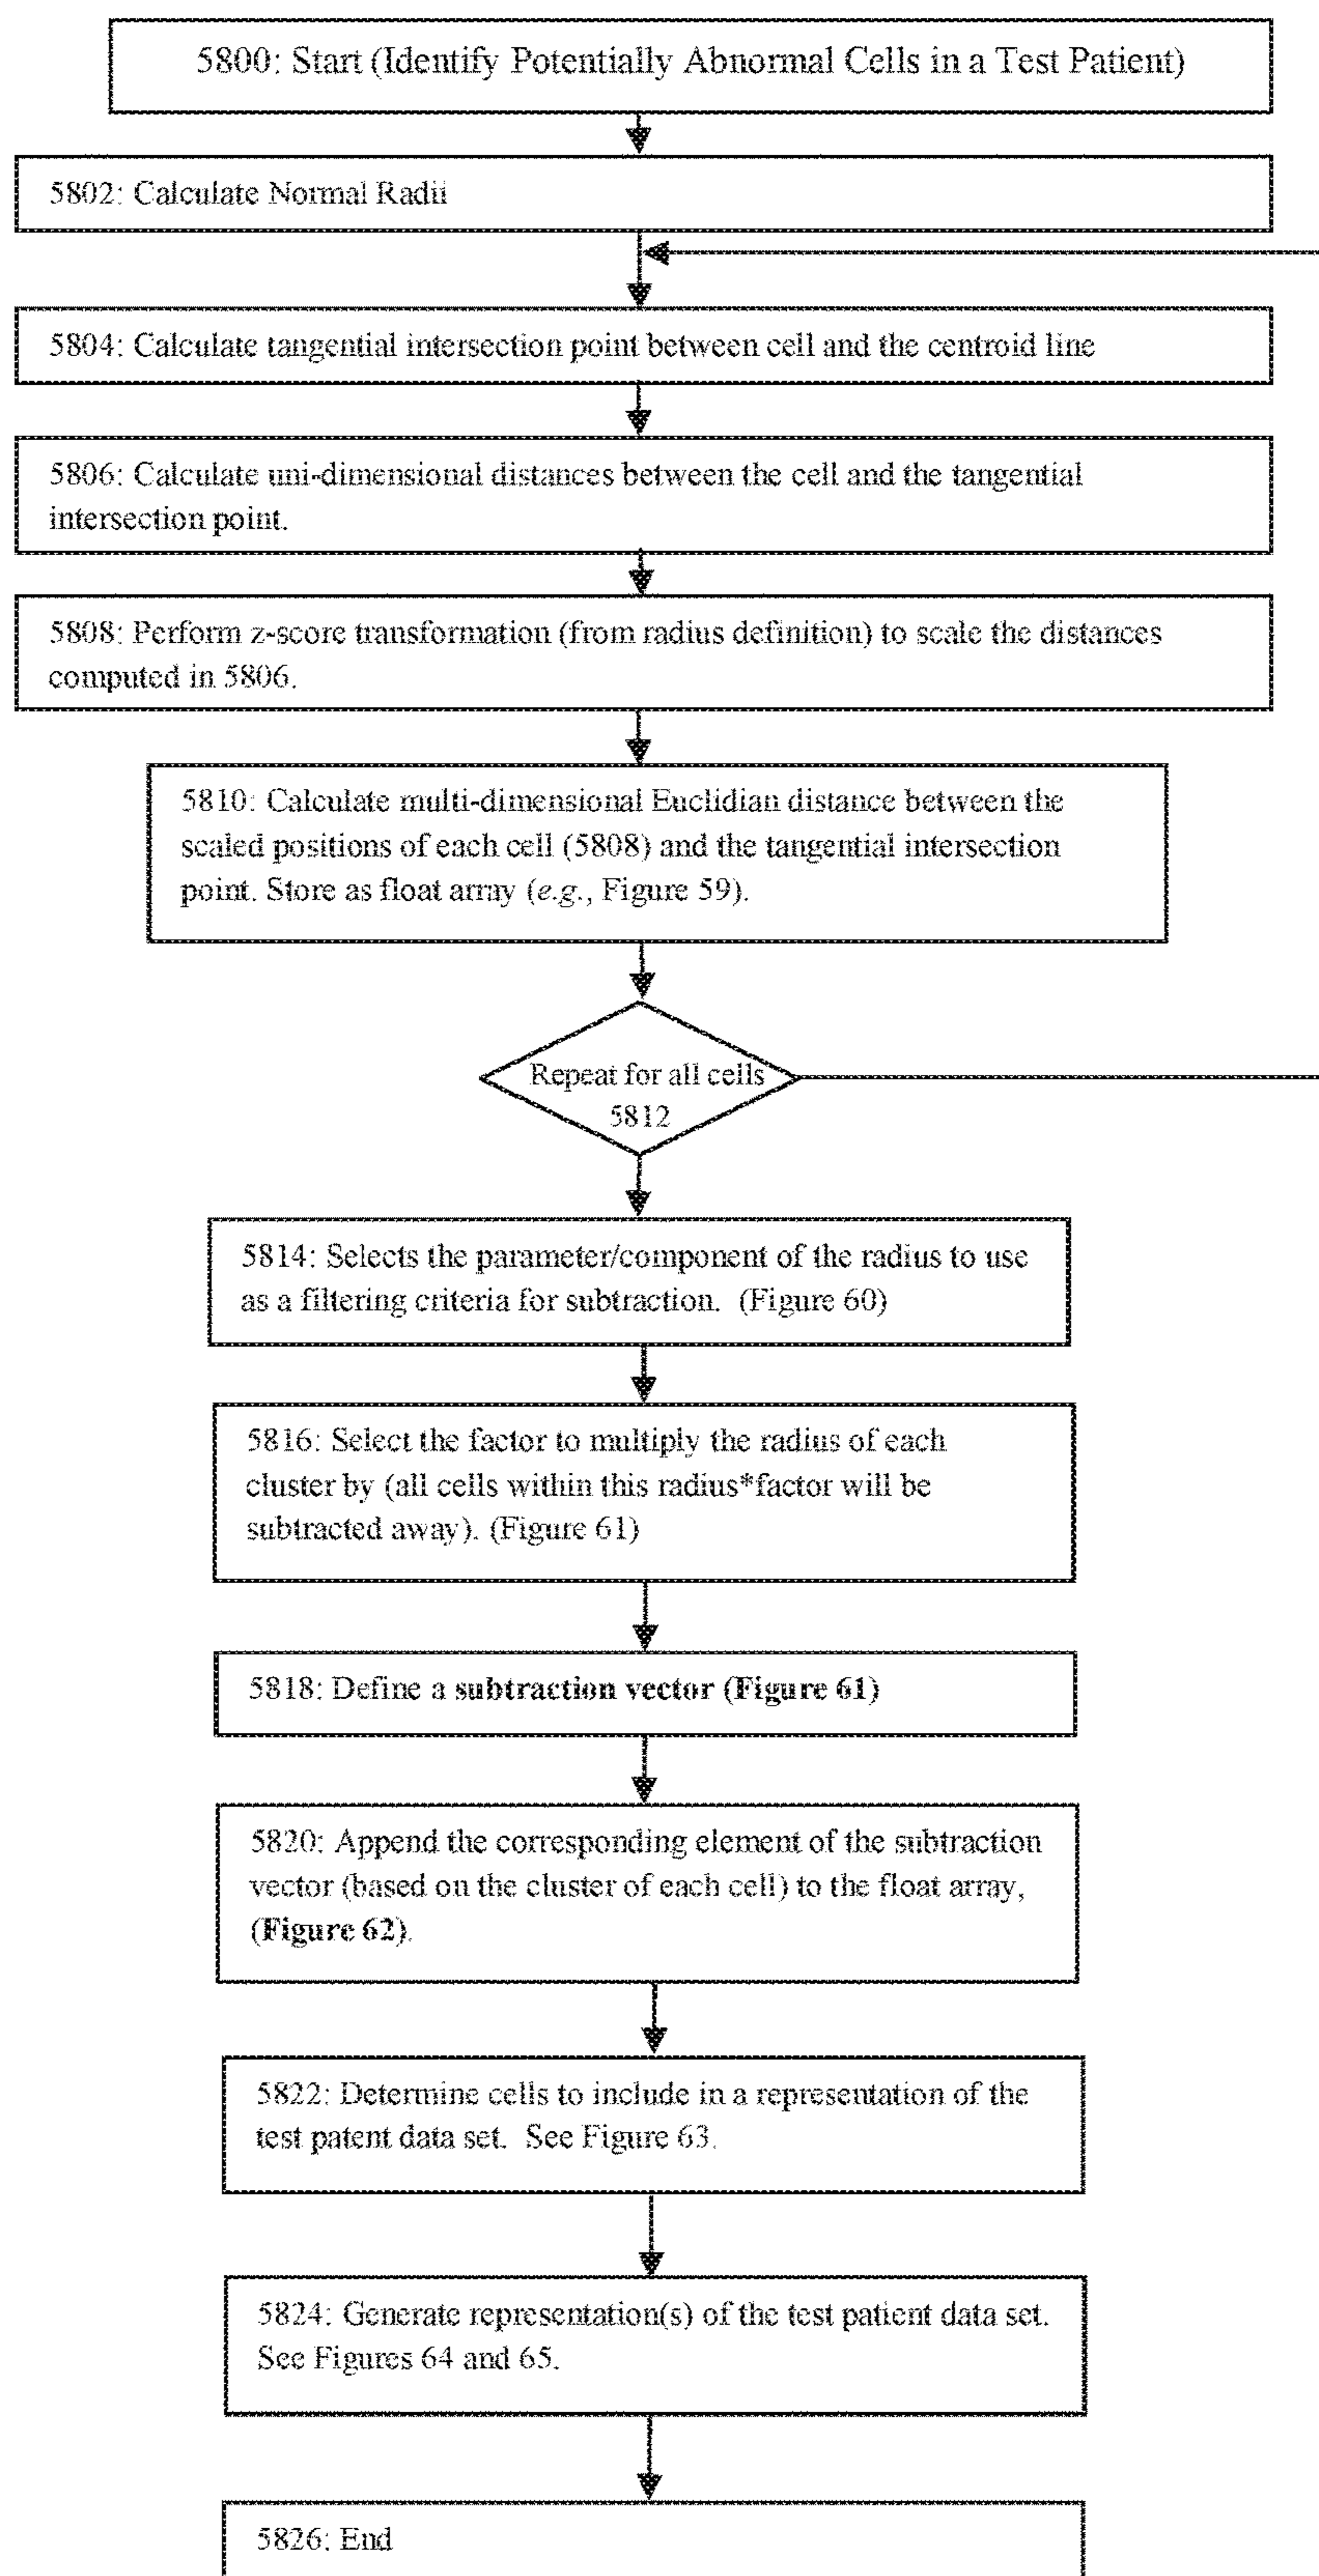 5800: Start (Identify Potentially Abnormal Cells in a Test Patient)
5802: Calculate Normal Radii
5804: Calculate tangential intersection point between cell and the centroid line
5806: Calculate uni-dimensional distances between the cell and the tangential
intersection point.
5808: Perform z-score transformation (from radius definition) to scale the distances
computed in 5806.
5810: Calculate multi-dimensional Euclidian distance between the
scaled positions of each cell (5808) and the tangential intersection
point. Store as float array (e.g., Figure 59).
Repeat for all cells
5812
5814: Selects the parameter/component of the radius to use
as a filtering criteria for subtraction. (Figure 60)
5816: Select the factor to multiply the radius of each
cluster by (all cells within this radius*factor will be
subtracted away). (Figure 61)
5818: Define a subtraction vector (Figure 61)
5820: Append the corresponding element of the subtraction
vector (based on the cluster of each cell) to the float array,
(Figure 62).
5822: Determine cells to include in a representation of the
test patent data set. See Figure 63.
5824: Generate representation(s) of the test patient data set.
See Figures 64 and 65.
5826: End